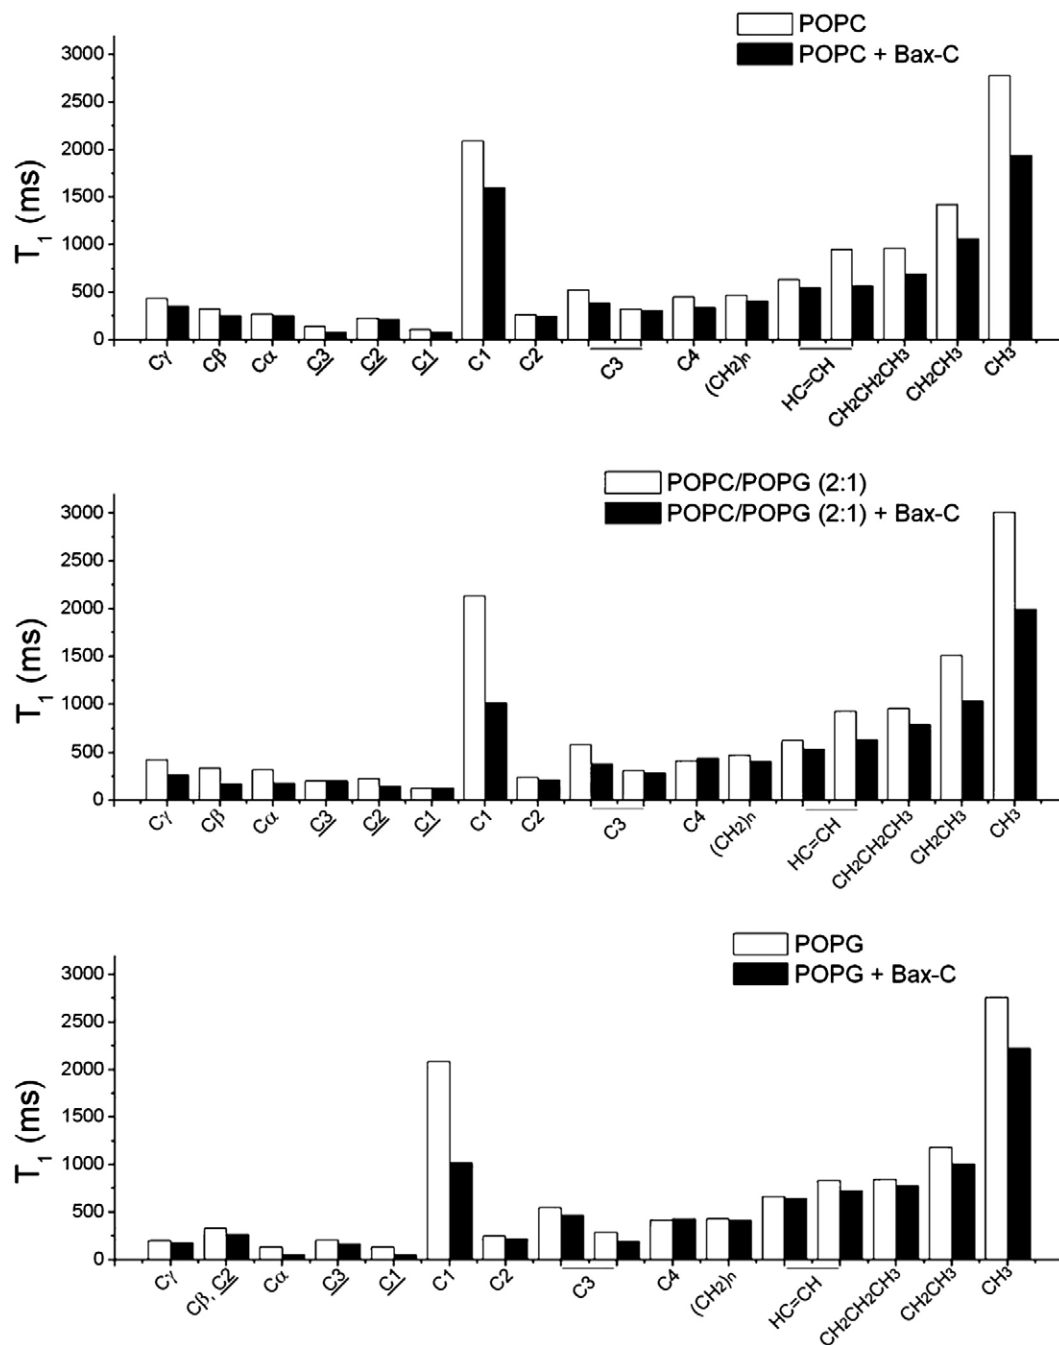 POPC
POPC + Bax-C
T1 (ms)
3000
2500
2000
1500
1000
500
0
Cγ Cβ Cα C3 C2 C1 C1 C2 C3 C4 (CH2)n HC=CH CH2CH2CH3 CH2CH3 CH3
POPC/POPG (2:1)
POPC/POPG (2:1) + Bax-C
T1 (ms)
3000
2500
2000
1500
1000
500
0
Cγ Cβ Cα C3 C2 C1 C1 C2 C3 C4 (CH2)n HC=CH CH2CH2CH3 CH2CH3 CH3
POPG
POPG + Bax-C
T1 (ms)
3000
2500
2000
1500
1000
500
0
Cγ Cβ, C2 Cα C3 C1 C1 C2 C3 C4 (CH2)n HC=CH CH2CH2CH3 CH2CH3 CH3